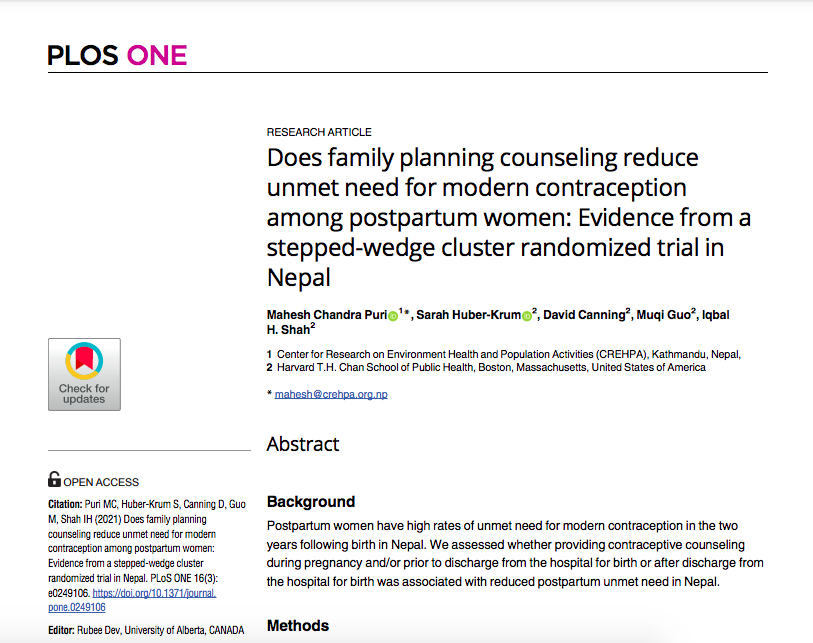 PLOS ONE
RESEARCH ARTICLE
Does family planning counseling reduce
unmet need for modern contraception
among postpartum women: Evidence from a
stepped-wedge cluster randomized trial in
Nepal
Mahesh Chandra Puri iD 1*, Sarah Huber-Krum iD 2, David Canning2, Muqi Guo2, Iqbal
H. Shah2
1 Center for Research on Environment Health and Population Activities (CREHPA), Kathmandu, Nepal,
2 Harvard T.H. Chan School of Public Health, Boston, Massachusetts, United States of America
* mahesh@crehpa.org.np
Check for
updates
OPEN ACCESS
Citation: Puri MC, Huber-Krum S, Canning D, Guo
M, Shah IH (2021) Does family planning
counseling reduce unmet need for modern
contraception among postpartum women:
Evidence from a stepped-wedge cluster
randomized trial in Nepal. PLoS ONE 16(3):
e0249106. https://doi.org/10.1371/journal.
pone.0249106
Editor: Rubee Dev, University of Alberta, CANADA
Abstract
Background
Postpartum women have high rates of unmet need for modern contraception in the two
years following birth in Nepal. We assessed whether providing contraceptive counseling
during pregnancy and/or prior to discharge from the hospital for birth or after discharge from
the hospital for birth was associated with reduced postpartum unmet need in Nepal.
Methods